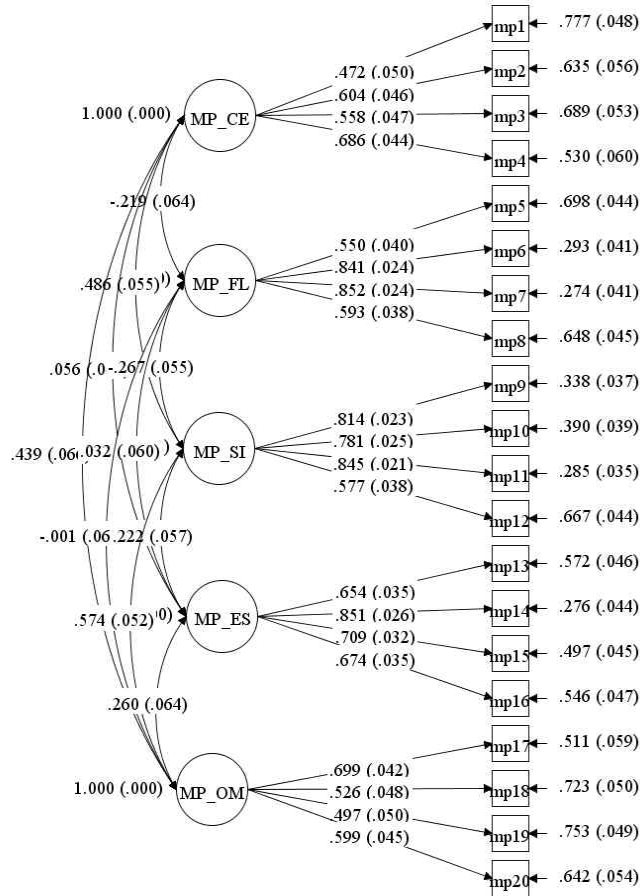 mp1 .777 (.048)
.472 (.050)
mp2 .635 (.056)
.604 (.046)
1.000 (.000) MP_CE .558 (.047) mp3 .689 (.053)
.686 (.044)
mp4 .530 (.060)
-.219 (.064)
mp5 .698 (.044)
.550 (.040)
mp6 .293 (.041)
.841 (.024)
.486 (.055) MP_FL .852 (.024) mp7 .274 (.041)
.593 (.038)
mp8 .648 (.045)
.056 (.0 -.267 (.055)
mp9 .338 (.037)
.814 (.023)
mp10 .390 (.039)
.439 (.06 .032 (.060) MP_SI .781 (.025)
.845 (.021) mp11 .285 (.035)
.577 (.038)
mp12 .667 (.044)
-.001 (.06 .222 (.057)
mp13 .572 (.046)
.654 (.035)
mp14 .276 (.044)
.574 (.052) MP_ES .851 (.026)
.709 (.032) mp15 .497 (.045)
.674 (.035)
mp16 .546 (.047)
.260 (.064)
mp17 .511 (.059)
.699 (.042)
1.000 (.000) MP_OM .526 (.048) mp18 .723 (.050)
.497 (.050)
mp19 .753 (.049)
.599 (.045)
mp20 .642 (.054)